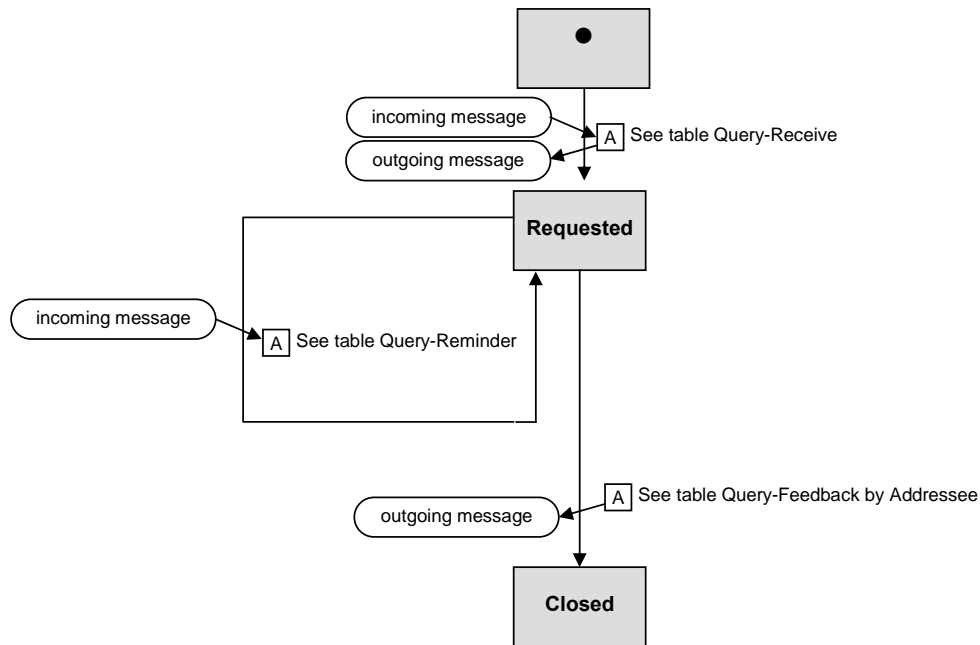 incoming message
A See table Query-Receive
outgoing message
Requested
incoming message
A See table Query-Reminder
A See table Query-Feedback by Addressee
outgoing message
Closed